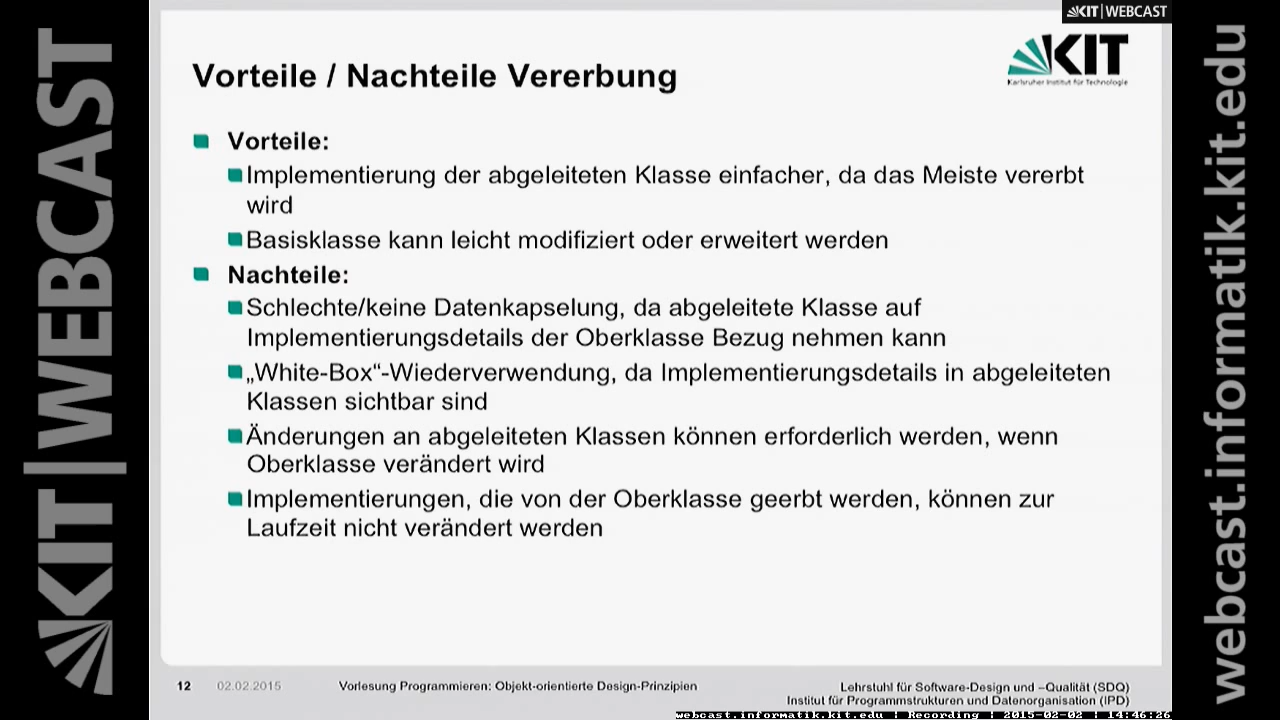 KIT | WEBCAST
KIT|WEBCAST
webcast.informatik.kit.edu
KIT
Karlsruher Institut für Technologie
Vorteile / Nachteile Vererbung
Vorteile:
Implementierung der abgeleiteten Klasse einfacher, da das Meiste vererbt
wird
Basisklasse kann leicht modifiziert oder erweitert werden
Nachteile:
Schlechte/keine Datenkapselung, da abgeleitete Klasse auf
Implementierungsdetails der Oberklasse Bezug nehmen kann
„White-Box“-Wiederverwendung, da Implementierungsdetails in abgeleiteten
Klassen sichtbar sind
Änderungen an abgeleiteten Klassen können erforderlich werden, wenn
Oberklasse verändert wird
Implementierungen, die von der Oberklasse geerbt werden, können zur
Laufzeit nicht verändert werden
12 02.02.2015 Vorlesung Programmieren: Objekt-orientierte Design-Prinzipien
Lehrstuhl für Software-Design und –Qualität (SDQ)
Institut für Programmstrukturen und Datenorganisation (IPD)
webcast.informatik.kit.edu | Recording | 2015-02-02 | 14:46:26